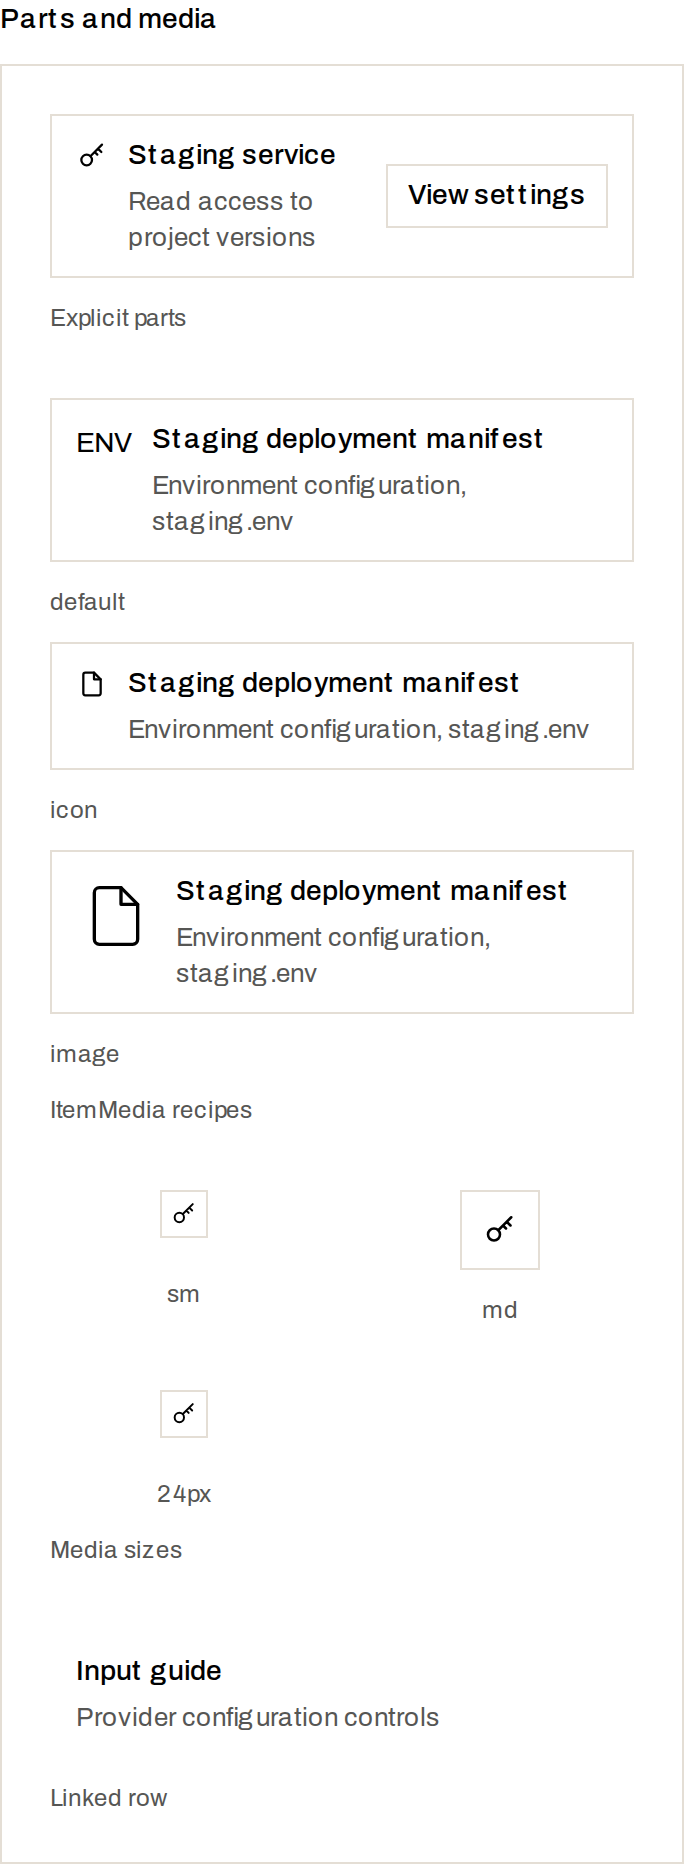 Parts and media
Staging service
Read access to
project versions
View settings
Explicit parts
ENV
Staging deployment manifest
Environment configuration,
staging.env
default
Staging deployment manifest
Environment configuration, staging.env
icon
Staging deployment manifest
Environment configuration,
staging.env
image
ItemMedia recipes
sm
md
24px
Media sizes
Input guide
Provider configuration controls
Linked row